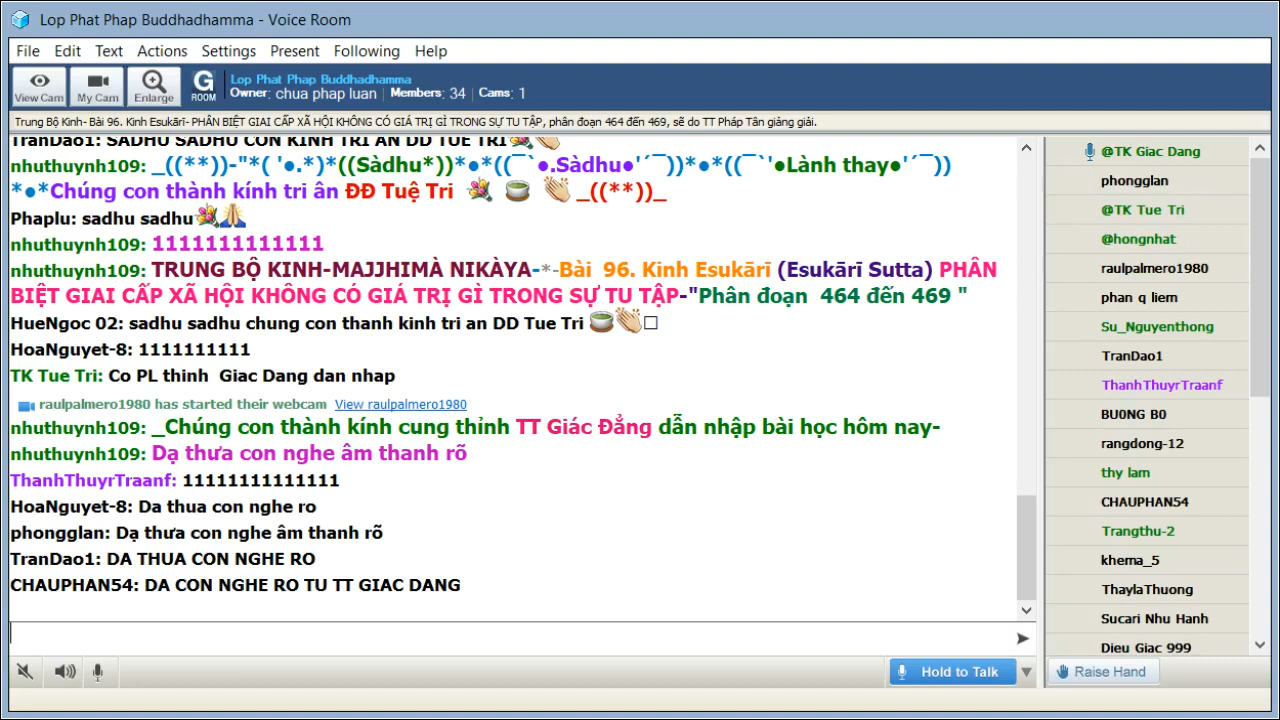 Lop Phat Phap Buddhadhamma - Voice Room
File Edit Text Actions Settings Present Following Help
View Cam My Cam Enlarge G ROOM
Lop Phat Phap Buddhadhamma
Owner: chua phap luan Members: 34 Cams: 1
Trung Bộ Kinh- Bài 96. Kinh Esukārī- PHÂN BIỆT GIAI CẤP XÃ HỘI KHÔNG CÓ GIÁ TRỊ GÌ TRONG SỰ TU TẬP, phân đoạn 464 đến 469, sẽ do TT Pháp Tân giảng giải.
TranDao1: SADHU SADHU CON KINH TRI AN DD TUE TRI
nhuthuynh109: _((**))-"*( '●.*)*((Sàdhu*))*●*((¯`●.Sàdhu●'´¯))*●*((¯`'●Lành thay●'´¯))
*●*Chúng con thành kính tri ân ĐĐ Tuệ Tri _((**))_
Phaplu: sadhu sadhu
nhuthuynh109: 1111111111111
nhuthuynh109: TRUNG BỘ KINH-MAJJHIMÀ NIKÀYA-*-Bài 96. Kinh Esukārī (Esukārī Sutta) PHÂN
BIỆT GIAI CẤP XÃ HỘI KHÔNG CÓ GIÁ TRỊ GÌ TRONG SỰ TU TẬP-"Phân đoạn 464 đến 469 "
HueNgoc 02: sadhu sadhu chung con thanh kinh tri an DD Tue Tri
HoaNguyet-8: 1111111111
TK Tue Tri: Co PL thinh Giac Dang dan nhap
raulpalmero1980 has started their webcam View raulpalmero1980
nhuthuynh109: _Chúng con thành kính cung thỉnh TT Giác Đẳng dẫn nhập bài học hôm nay-
nhuthuynh109: Dạ thưa con nghe âm thanh rõ
ThanhThuyrTraanf: 11111111111111
HoaNguyet-8: Da thua con nghe ro
phongglan: Dạ thưa con nghe âm thanh rõ
TranDao1: DA THUA CON NGHE RO
CHAUPHAN54: DA CON NGHE RO TU TT GIAC DANG
Hold to Talk
@TK Giac Dang
phongglan
@TK Tue Tri
@hongnhat
raulpalmero1980
phan q liem
Su_Nguyenthong
TranDao1
ThanhThuyrTraanf
BU0NG B0
rangdong-12
thy lam
CHAUPHAN54
Trangthu-2
khema_5
ThaylaThuong
Sucari Nhu Hanh
Dieu Giac 999
Raise Hand